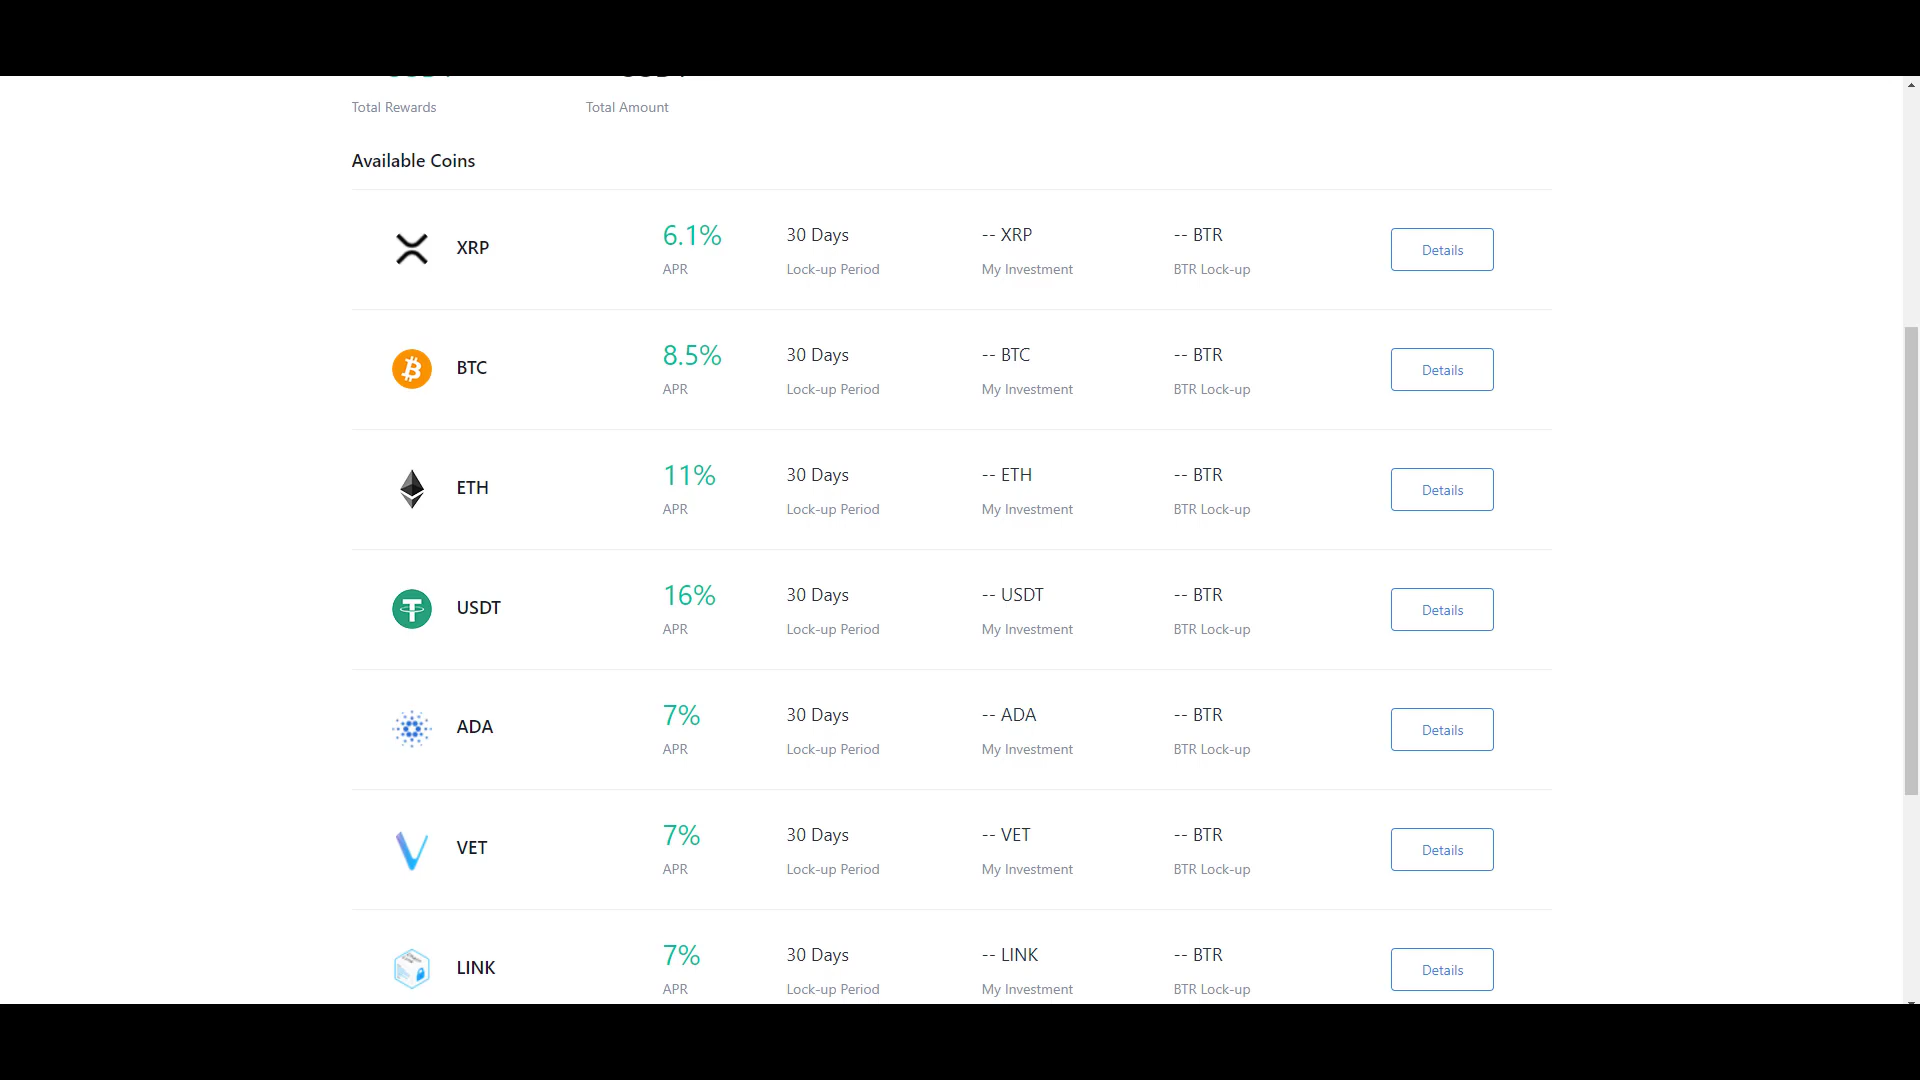 Total Rewards Total Amount
Available Coins
XRP 6.1% 30 Days -- XRP -- BTR Details
APR Lock-up Period My Investment BTR Lock-up
BTC 8.5% 30 Days -- BTC -- BTR Details
APR Lock-up Period My Investment BTR Lock-up
ETH 11% 30 Days -- ETH -- BTR Details
APR Lock-up Period My Investment BTR Lock-up
USDT 16% 30 Days -- USDT -- BTR Details
APR Lock-up Period My Investment BTR Lock-up
ADA 7% 30 Days -- ADA -- BTR Details
APR Lock-up Period My Investment BTR Lock-up
VET 7% 30 Days -- VET -- BTR Details
APR Lock-up Period My Investment BTR Lock-up
LINK 7% 30 Days -- LINK -- BTR Details
APR Lock-up Period My Investment BTR Lock-up